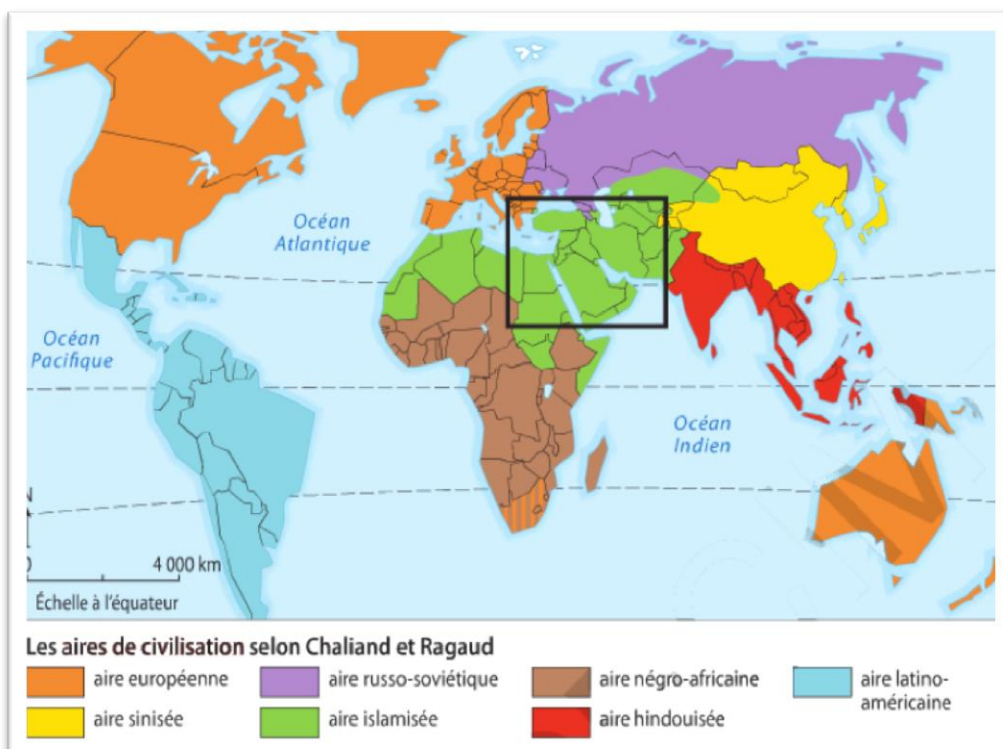 Océan
Atlantique
Océan
Pacifique
Océan
Indien
N
0
4 000 km
Échelle à l'équateur
Les aires de civilisation selon Chaliand et Ragaud
aire européenne
aire russo-soviétique
aire négro-africaine
aire latino-
américaine
aire sinisée
aire islamisée
aire hindouisée